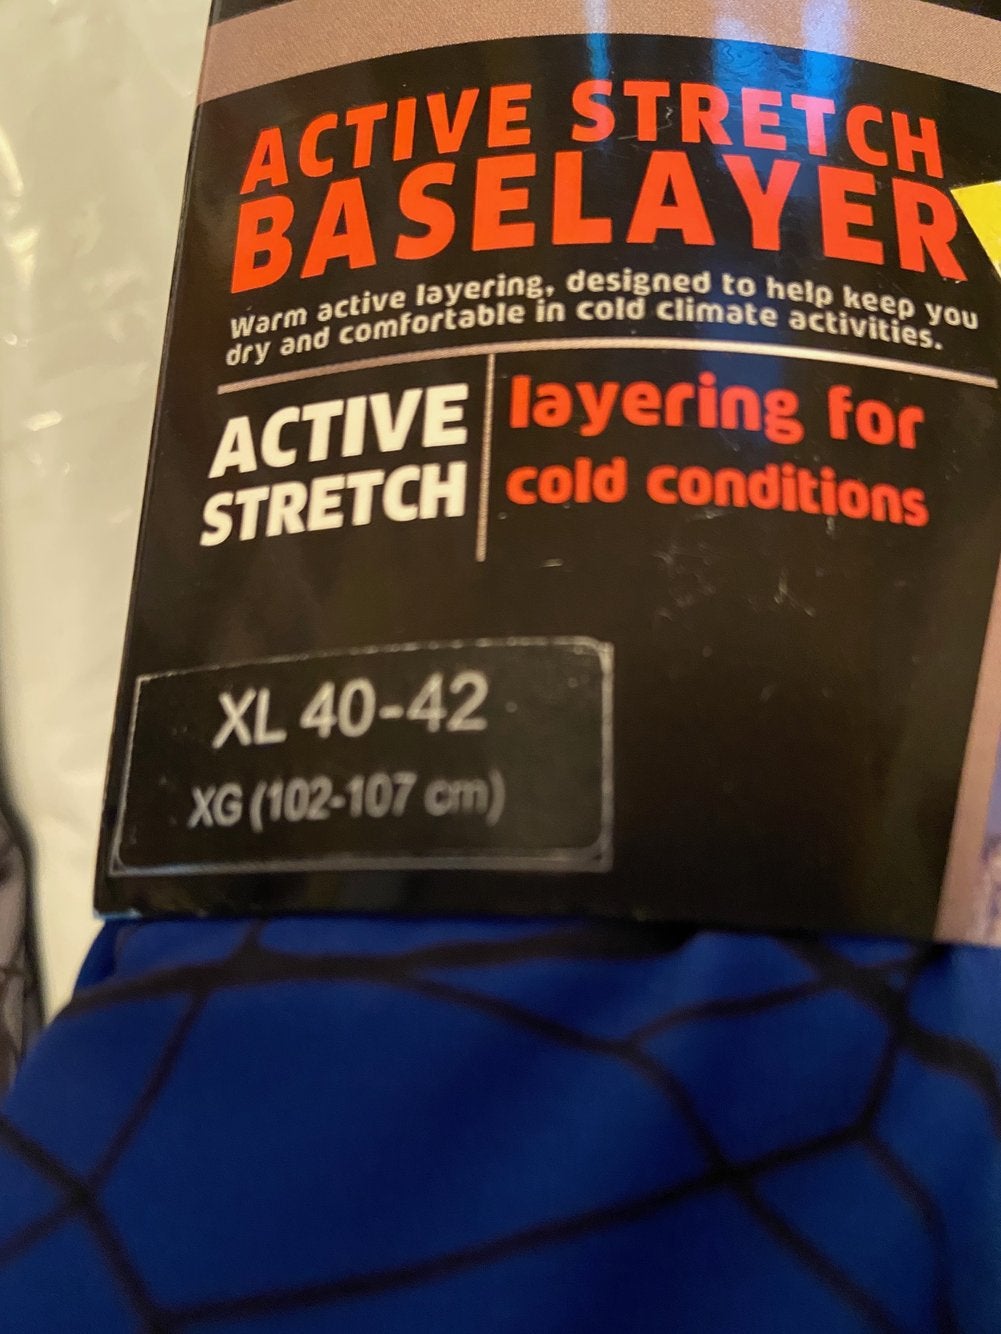 ACTIVE STRETCH
BASELAYER
Warm active layering, designed to help keep you
dry and comfortable in cold climate activities.
ACTIVE
STRETCH
layering for
cold conditions
XL 40-42
XG (102-107 cm)